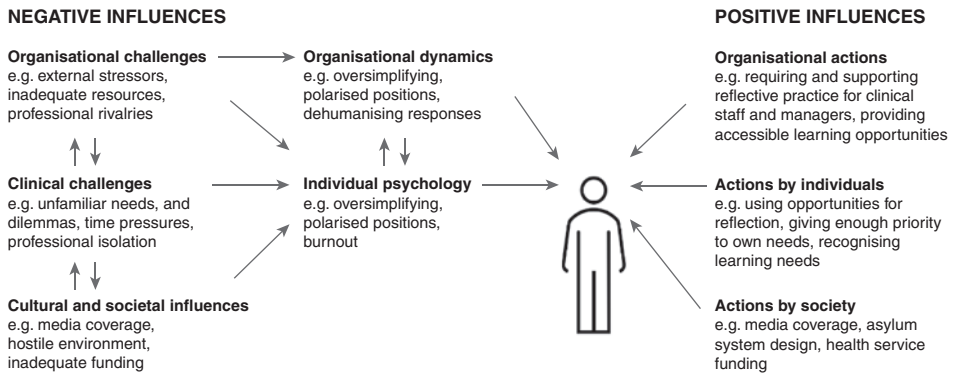 NEGATIVE INFLUENCES
Organisational challenges
e.g. external stressors,
inadequate resources,
professional rivalries
Clinical challenges
e.g. unfamiliar needs, and
dilemmas, time pressures,
professional isolation
Cultural and societal influences
e.g. media coverage,
hostile environment,
inadequate funding
Organisational dynamics
e.g. oversimplifying,
polarised positions,
dehumanising responses
Individual psychology
e.g. oversimplifying,
polarised positions,
burnout
POSITIVE INFLUENCES
Organisational actions
e.g. requiring and supporting
reflective practice for clinical
staff and managers, providing
accessible learning opportunities
Actions by individuals
e.g. using opportunities for
reflection, giving enough priority
to own needs, recognising
learning needs
Actions by society
e.g. media coverage, asylum
system design, health service
funding